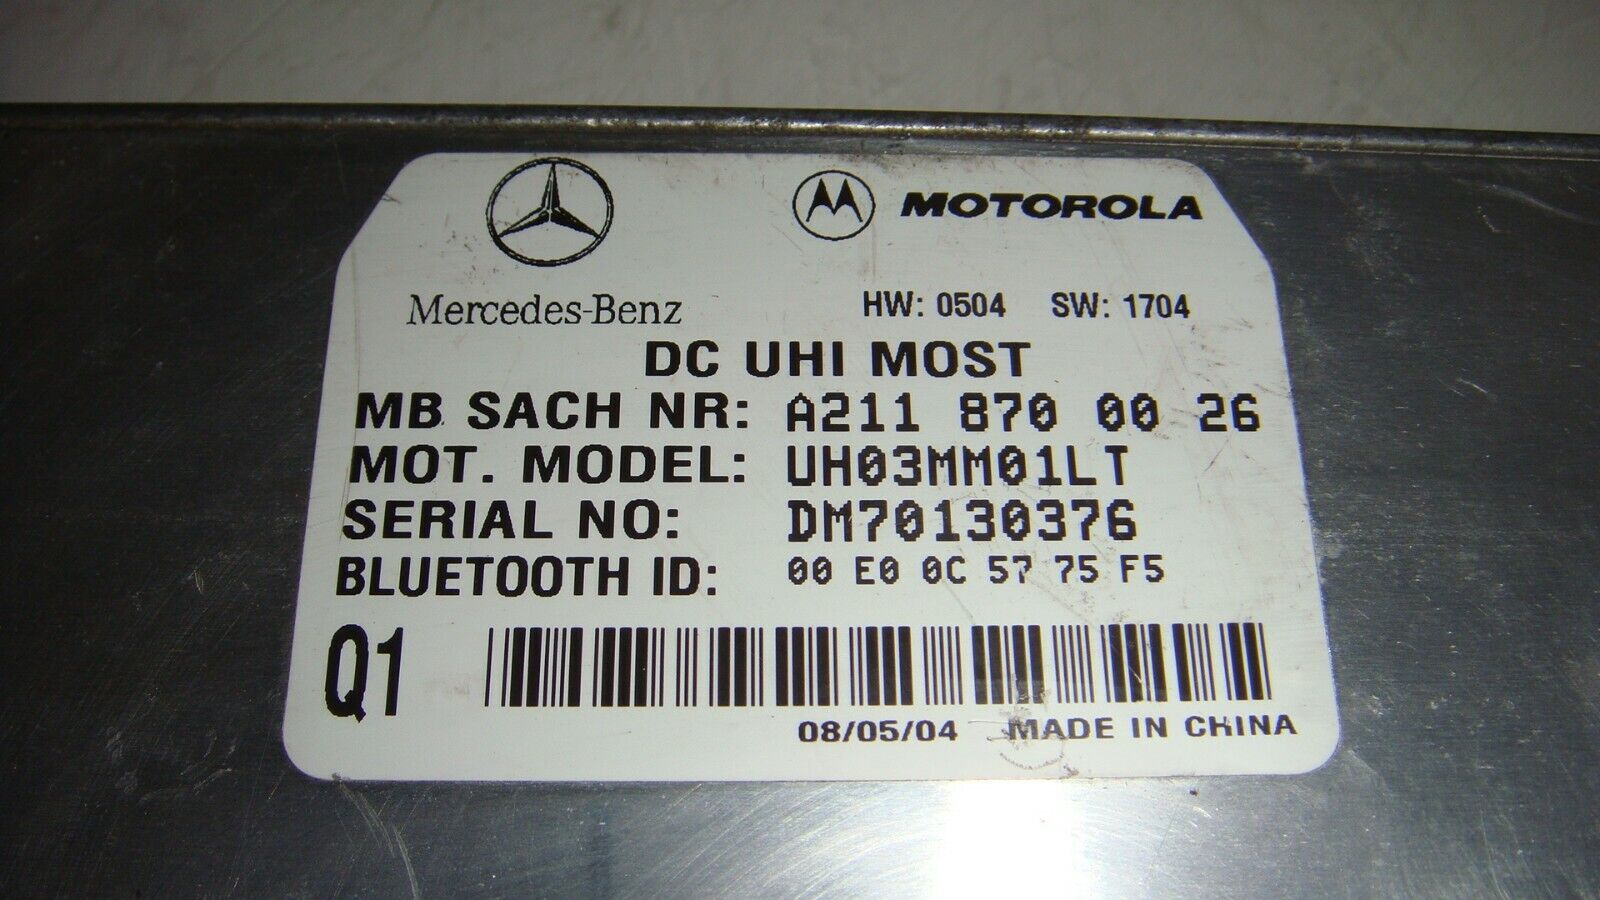 MOTOROLA
Mercedes-Benz
HW: 0504 SW: 1704
DC UHI MOST
MB SACH NR: A211 870 00 26
MOT. MODEL: UH03MM01LT
SERIAL NO: DM70130376
BLUETOOTH ID: 00 E0 0C 57 75 F5
Q1
08/05/04 MADE IN CHINA